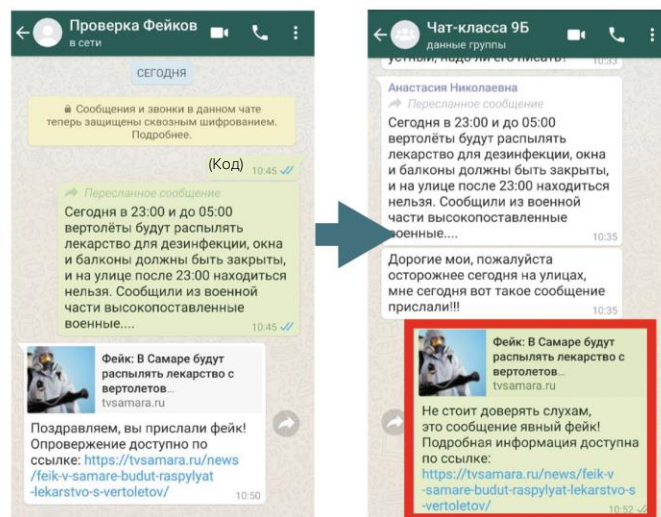 Проверка Фейков
в сети
СЕГОДНЯ
Сообщения и звонки в данном чате
теперь защищены сквозным шифрованием.
Подробнее.
(Код)
10:45
Пересланное сообщение
Сегодня в 23:00 и до 05:00
вертолёты будут распылять
лекарство для дезинфекции, окна
и балконы должны быть закрыты,
и на улице после 23:00 находиться
нельзя. Сообщили из военной
части высокопоставленные
военные....
10:45
Фейк: В Самаре будут
распылять лекарство с
вертолетов...
tvsamara.ru
Поздравляем, вы прислали фейк!
Опровержение доступно по
ссылке: https://tvsamara.ru/news
/feik-v-samare-budut-raspylyat
-lekarstvo-s-vertoletov/
10:50
Чат-класса 9Б
данные группы
устный, надо ли его писать?
10:33
Анастасия Николаевна
Пересланное сообщение
Сегодня в 23:00 и до 05:00
вертолёты будут распылять
лекарство для дезинфекции, окна
и балконы должны быть закрыты,
и на улице после 23:00 находиться
нельзя. Сообщили из военной
части высокопоставленные
военные....
10:35
Дорогие мои, пожалуйста
осторожнее сегодня на улицах,
мне сегодня вот такое сообщение
прислали!!!
10:35
Фейк: В Самаре будут
распылять лекарство с
вертолетов...
tvsamara.ru
Не стоит доверять слухам,
это сообщение явный фейк!
Подробная информация доступна
по ссылке:
https://tvsamara.ru/news/feik-v
-samare-budut-raspylyat-lekarstvo-s
-vertoletov/
10:52